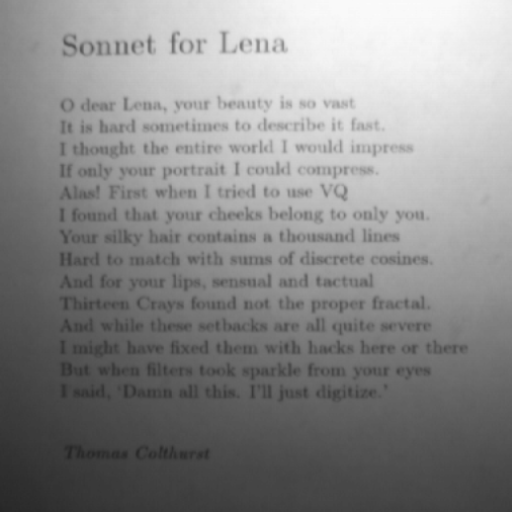 Sonnet for Lena
O dear Lena, your beauty is so vast
It is hard sometimes to describe it fast.
I thought the entire world I would impress
If only your portrait I could compress.
Alas! First when I tried to use VQ
I found that your cheeks belong to only you.
Your silky hair contains a thousand lines
Hard to match with sums of discrete cosines.
And for your lips, sensual and tactual
Thirteen Crays found not the proper fractal.
And while these setbacks are all quite severe
I might have fixed them with hacks here or there
But when filters took sparkle from your eyes
I said, 'Damn all this. I'll just digitize.'
Thomas Colthurst